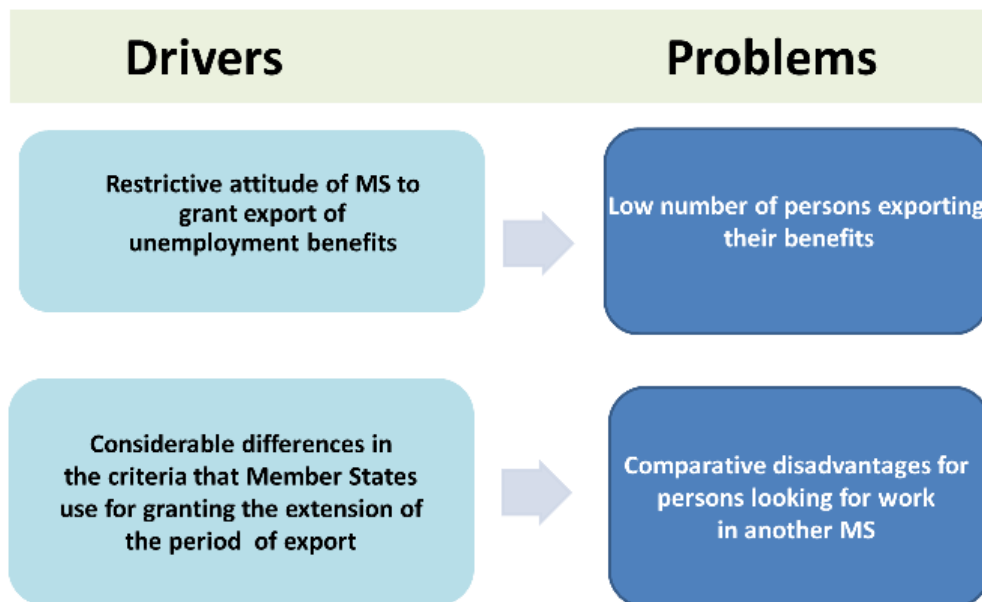 Drivers
Problems
Restrictive attitude of MS to
grant export of
unemployment benefits
Low number of persons exporting
their benefits
Considerable differences in
the criteria that Member States
use for granting the extension of
the period of export
Comparative disadvantages for
persons looking for work
in another MS